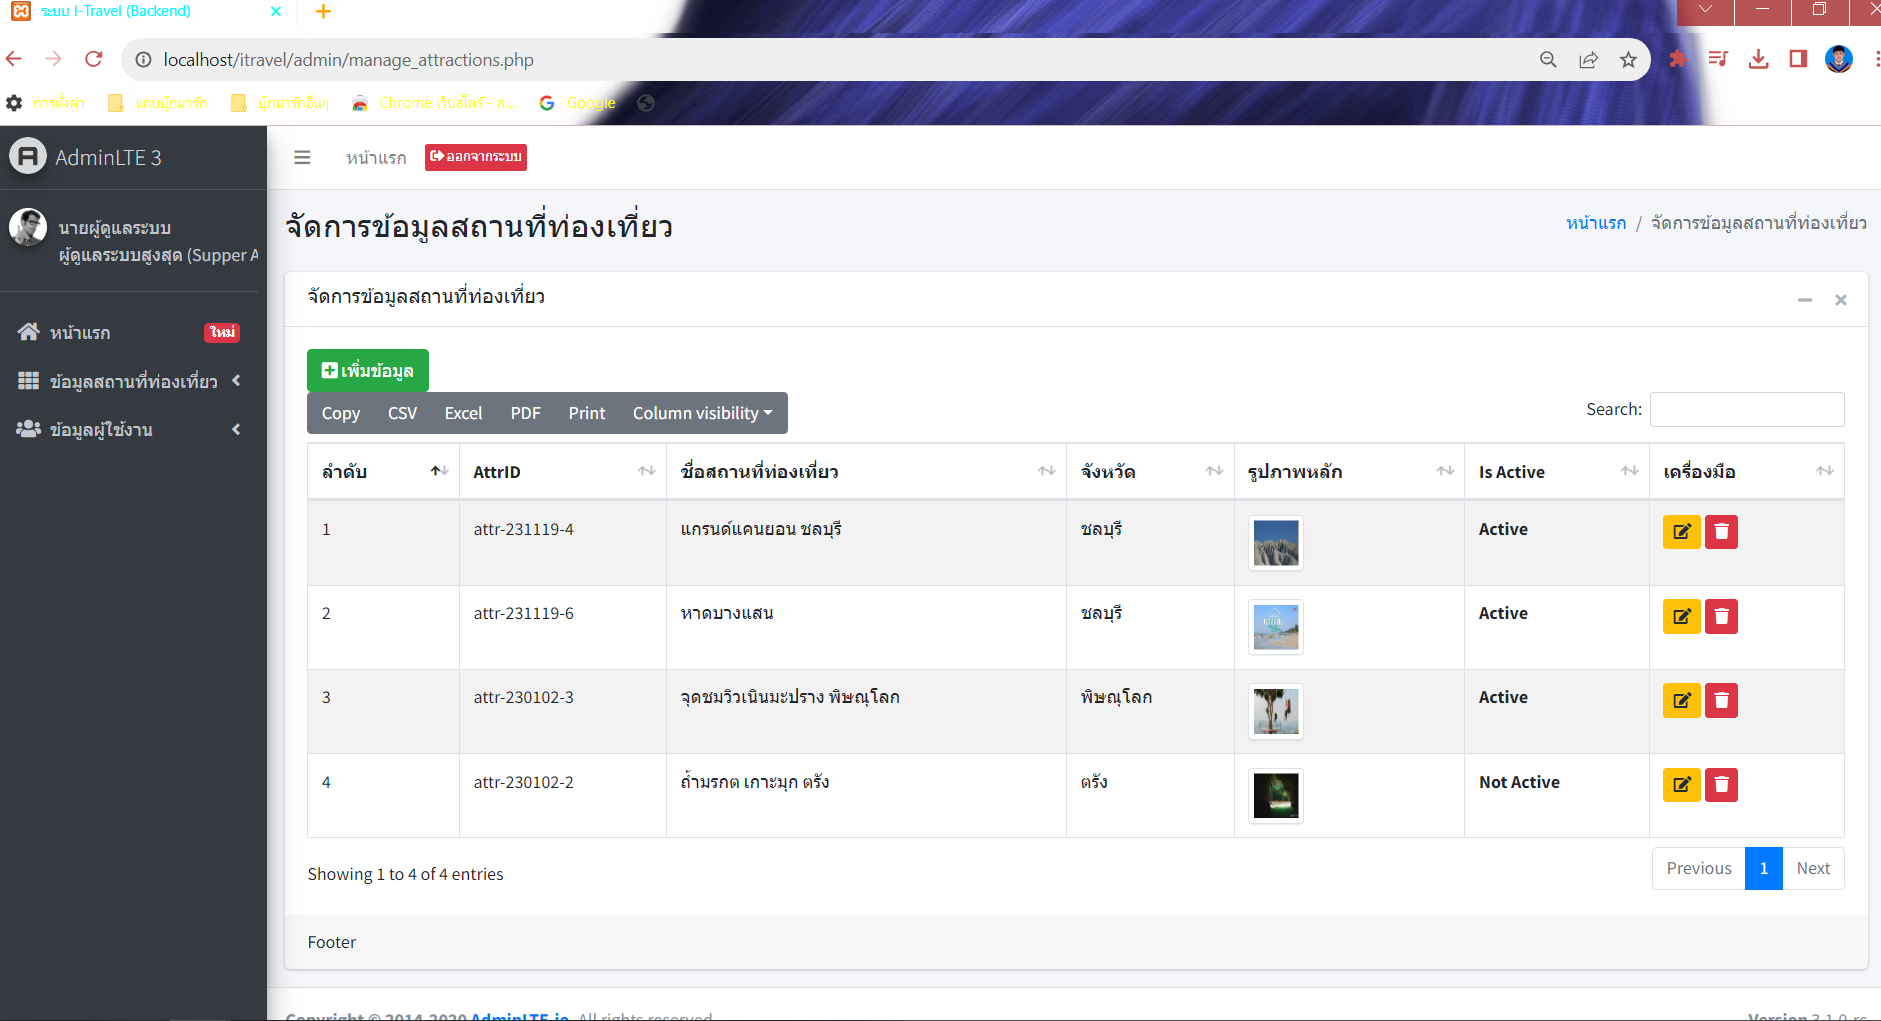 ระบบ I-Travel (Backend)
localhost/itravel/admin/manage_attractions.php
การตั้งค่า แถบบุ๊กมาร์ก บุ๊กมาร์กอื่นๆ Chrome เว็บสโตร์ - ส... Google
AdminLTE 3
หน้าแรก ออกจากระบบ
นายผู้ดูแลระบบ
ผู้ดูแลระบบสูงสุด (Supper A
หน้าแรก ใหม่
ข้อมูลสถานที่ท่องเที่ยว
ข้อมูลผู้ใช้งาน
จัดการข้อมูลสถานที่ท่องเที่ยว
หน้าแรก / จัดการข้อมูลสถานที่ท่องเที่ยว
จัดการข้อมูลสถานที่ท่องเที่ยว
เพิ่มข้อมูล
Copy CSV Excel PDF Print Column visibility
Search:
ลำดับ AttrID ชื่อสถานที่ท่องเที่ยว จังหวัด รูปภาพหลัก Is Active เครื่องมือ
1 attr-231119-4 แกรนด์แคนยอน ชลบุรี ชลบุรี Active
2 attr-231119-6 หาดบางแสน ชลบุรี Active
3 attr-230102-3 จุดชมวิวเนินมะปราง พิษณุโลก พิษณุโลก Active
4 attr-230102-2 ถ้ำมรกต เกาะมุก ตรัง ตรัง Not Active
Showing 1 to 4 of 4 entries
Previous 1 Next
Footer
Copyright © 2014-2020 AdminLTE.io. All rights reserved.
Version 3.1.0-rc